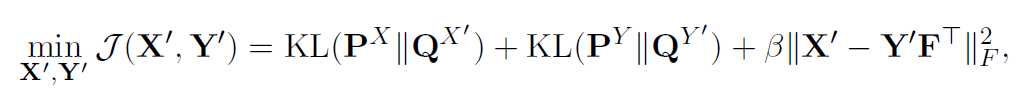 min_{X′,Y′} 𝒥(X′, Y′) = KL(P^X‖Q^{X′}) + KL(P^Y‖Q^{Y′}) + β‖X′ − Y′F^⊤‖_F^2,